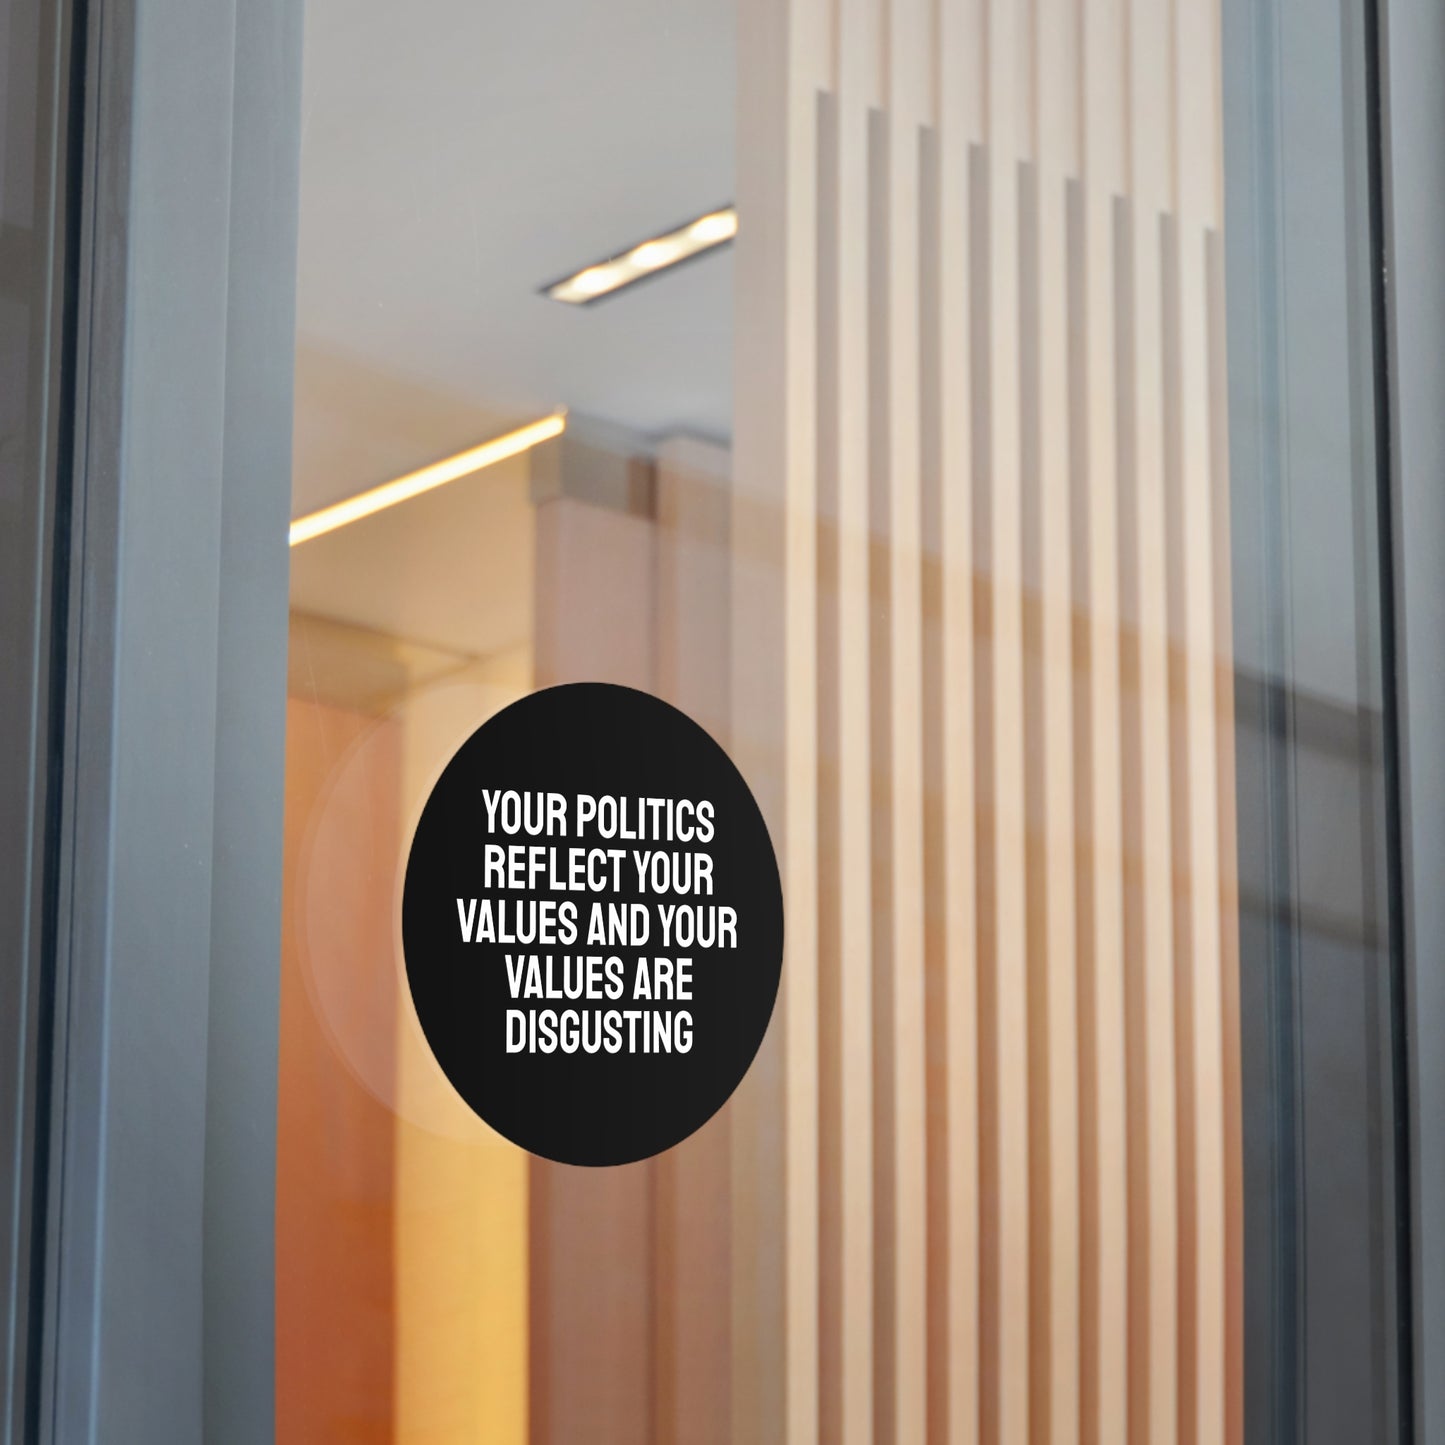 YOUR POLITICS
REFLECT YOUR
VALUES AND YOUR
VALUES ARE
DISGUSTING